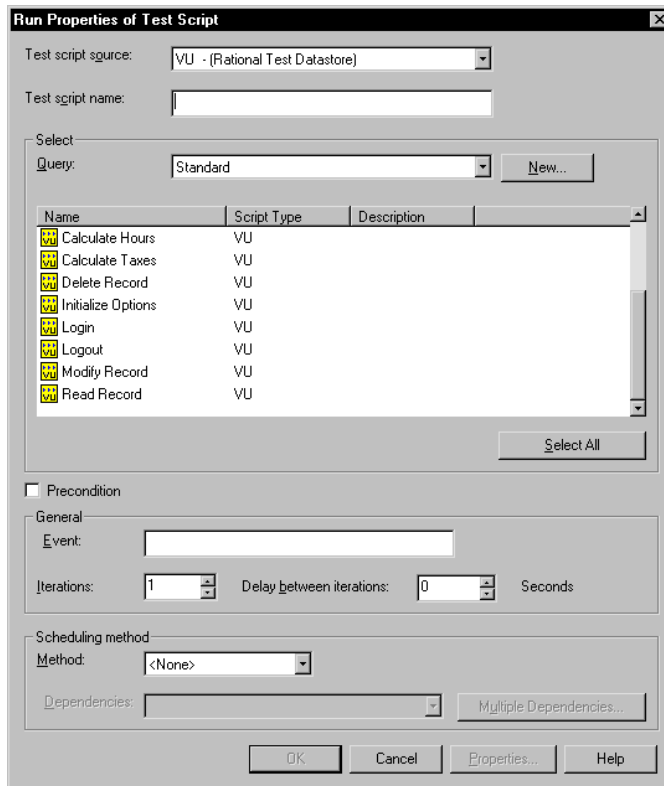 Run Properties of Test Script
Test script source: VU - (Rational Test Datastore)
Test script name:
Select
Query: Standard New...
Name Script Type Description
Calculate Hours VU
Calculate Taxes VU
Delete Record VU
Initialize Options VU
Login VU
Logout VU
Modify Record VU
Read Record VU
Select All
Precondition
General
Event:
Iterations: 1 Delay between iterations: 0 Seconds
Scheduling method
Method: <None>
Dependencies: Multiple Dependencies...
OK Cancel Properties... Help